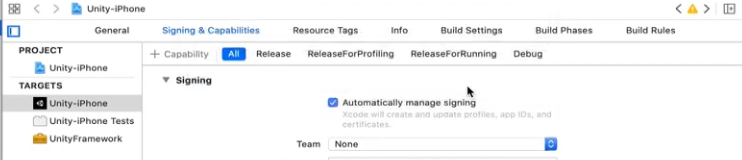 Unity-iPhone
General Signing & Capabilities Resource Tags Info Build Settings Build Phases Build Rules
PROJECT
Unity-iPhone
TARGETS
Unity-iPhone
Unity-iPhone Tests
UnityFramework
+ Capability All Release ReleaseForProfiling ReleaseForRunning Debug
Signing
Automatically manage signing
Xcode will create and update profiles, app IDs, and
certificates.
Team None